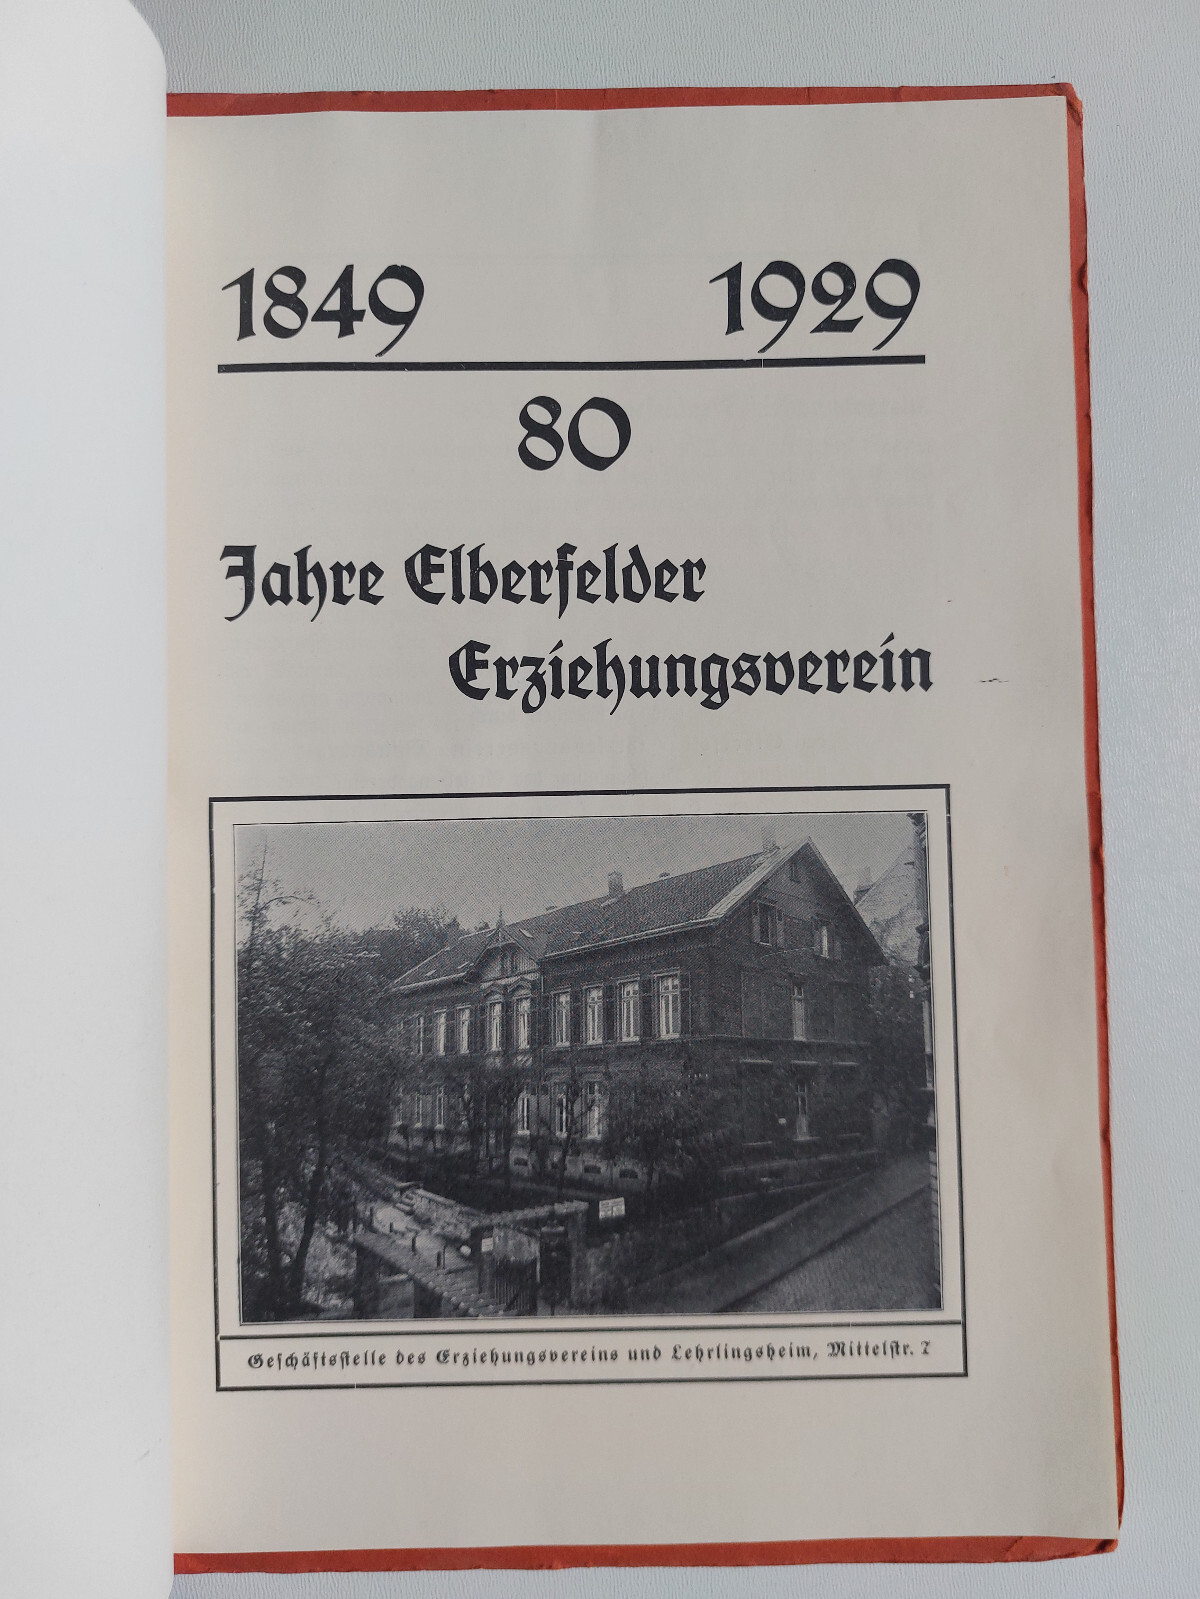 1849 1929
80
Jahre Elberfelder
Erziehungsverein
Geschäftsstelle des Erziehungsvereins und Lehrlingsheim, Mittelstr. 7